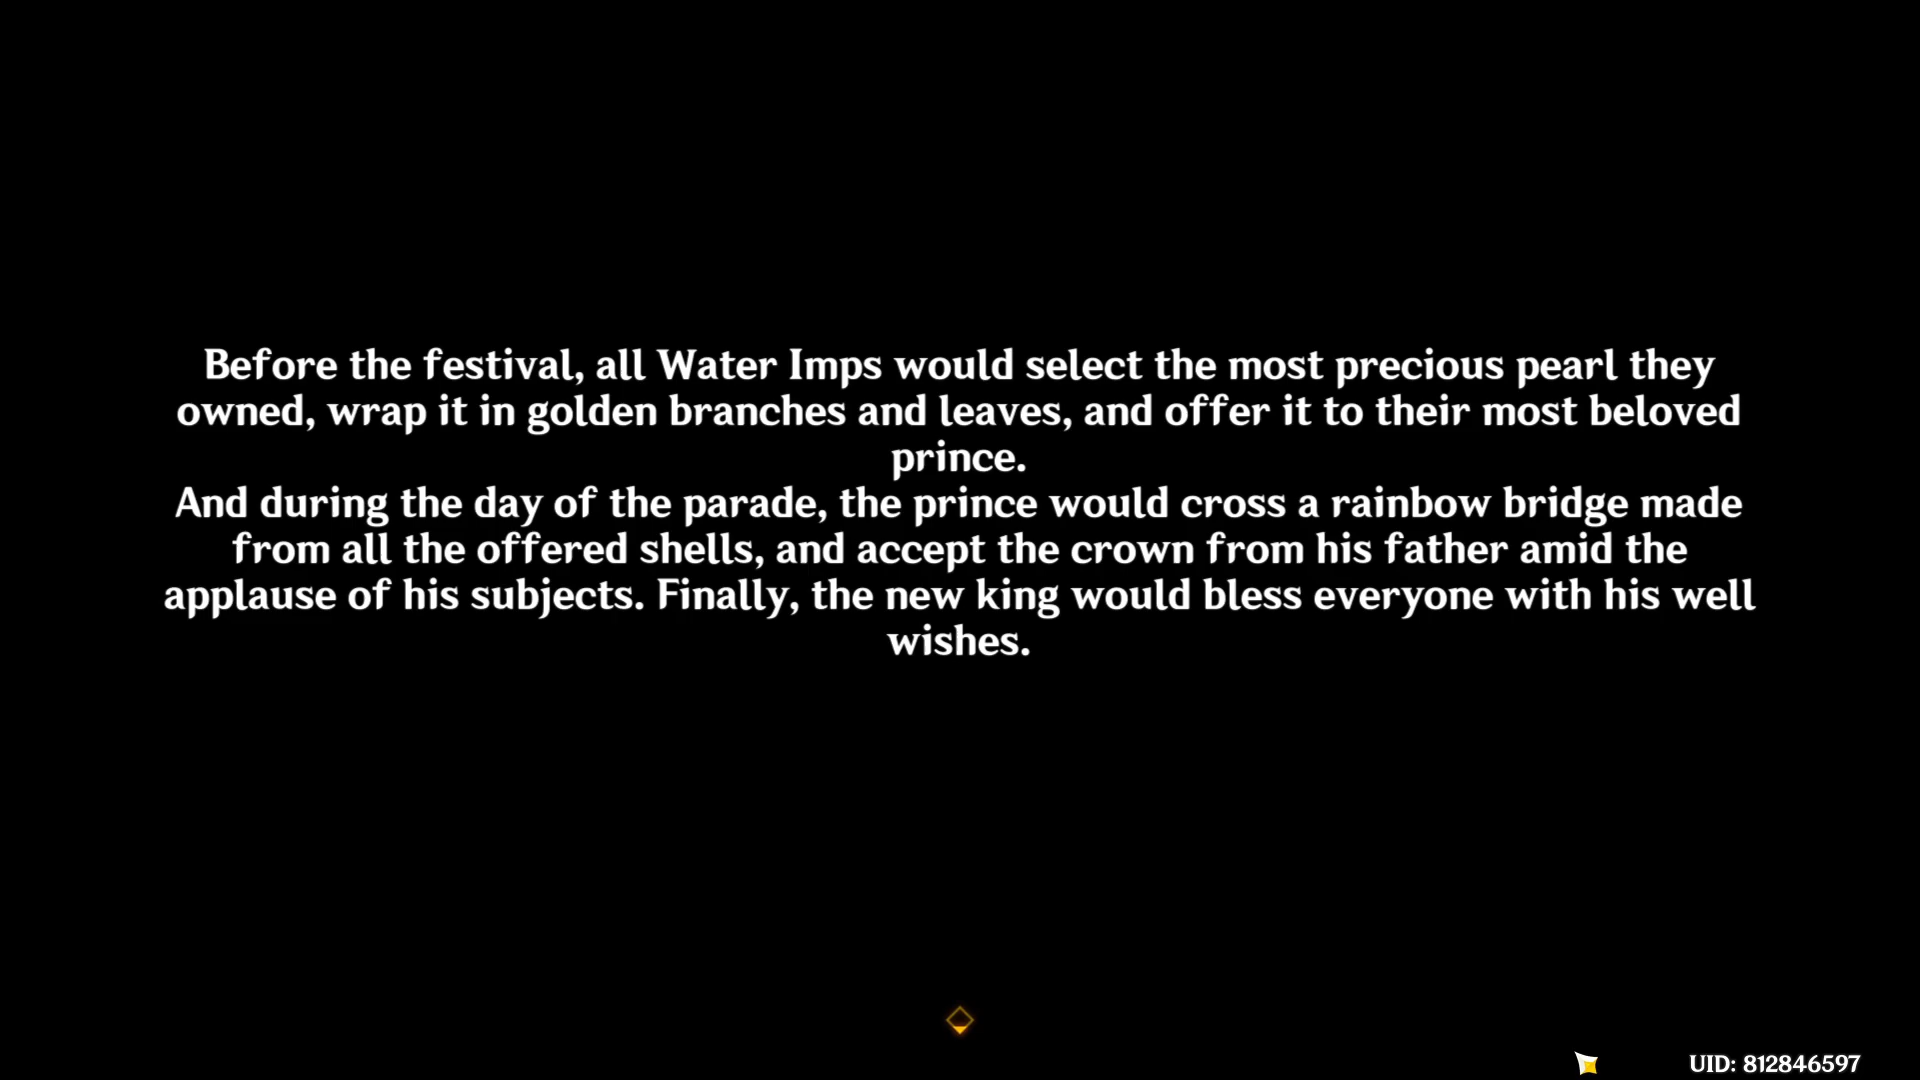 Before the festival, all Water Imps would select the most precious pearl they
owned, wrap it in golden branches and leaves, and offer it to their most beloved
prince.
And during the day of the parade, the prince would cross a rainbow bridge made
from all the offered shells, and accept the crown from his father amid the
applause of his subjects. Finally, the new king would bless everyone with his well
wishes.
UID: 812846597